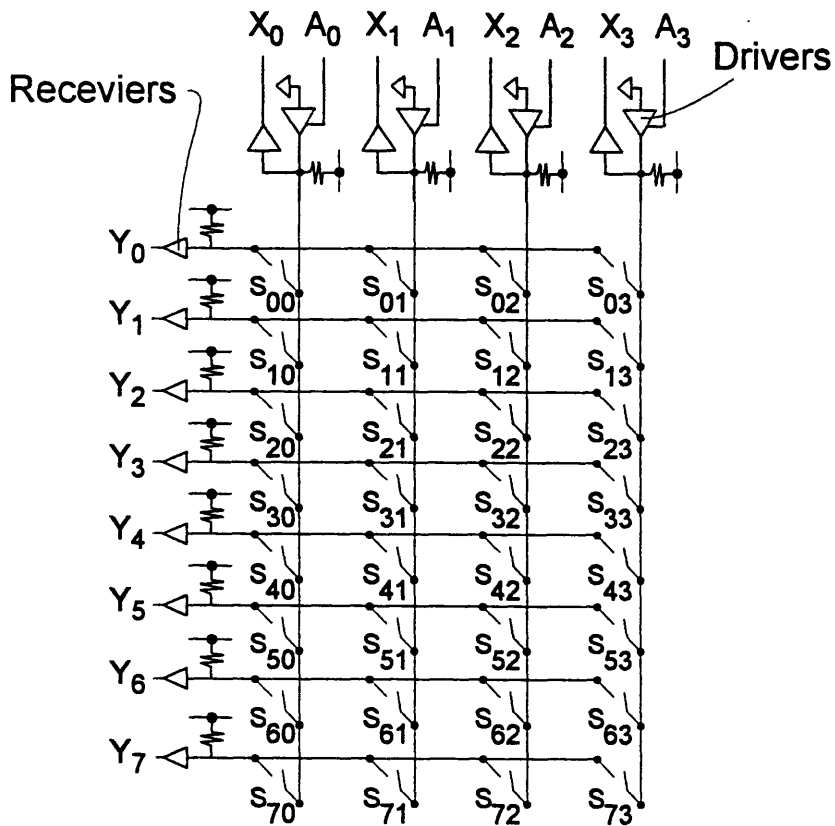 X0 A0 X1 A1 X2 A2 X3 A3
Drivers
Receviers
Y0
S00 S01 S02 S03
Y1
S10 S11 S12 S13
Y2
S20 S21 S22 S23
Y3
S30 S31 S32 S33
Y4
S40 S41 S42 S43
Y5
S50 S51 S52 S53
Y6
S60 S61 S62 S63
Y7
S70 S71 S72 S73